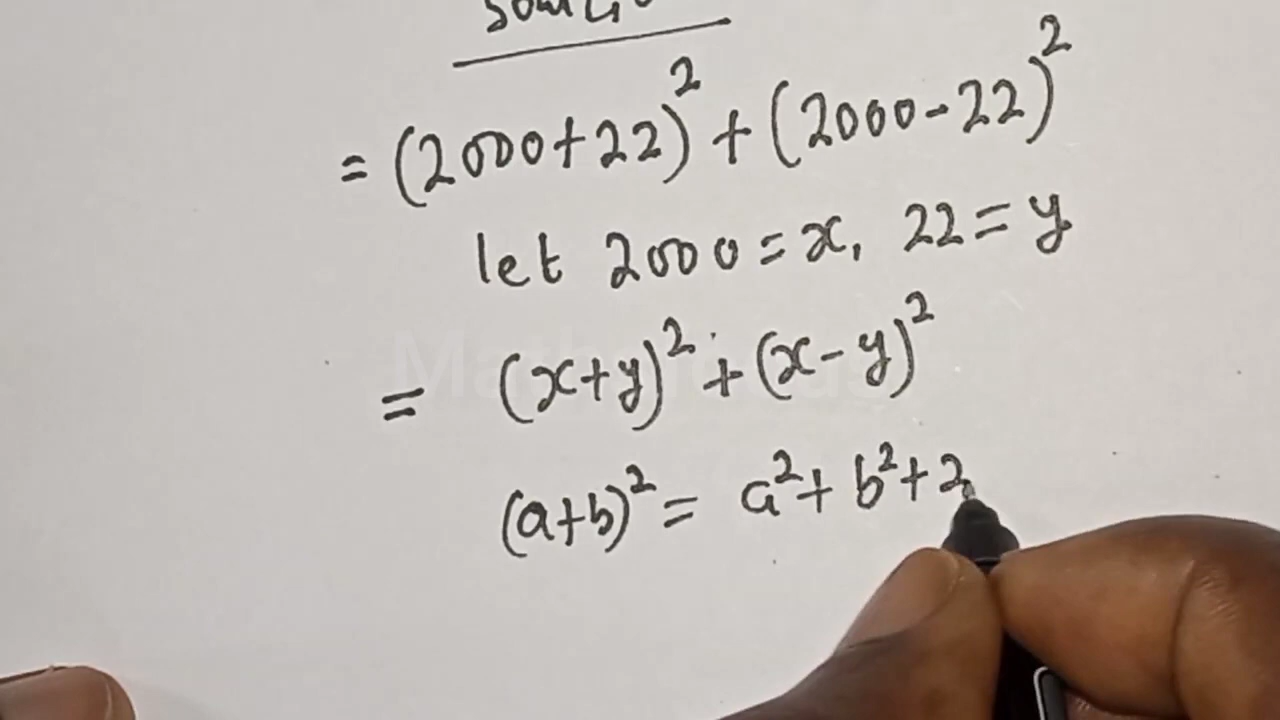 = (2000+22)² + (2000-22)²
let 2000 = x, 22 = y
= (x+y)² + (x-y)²
(a+b)² = a² + b² + 2